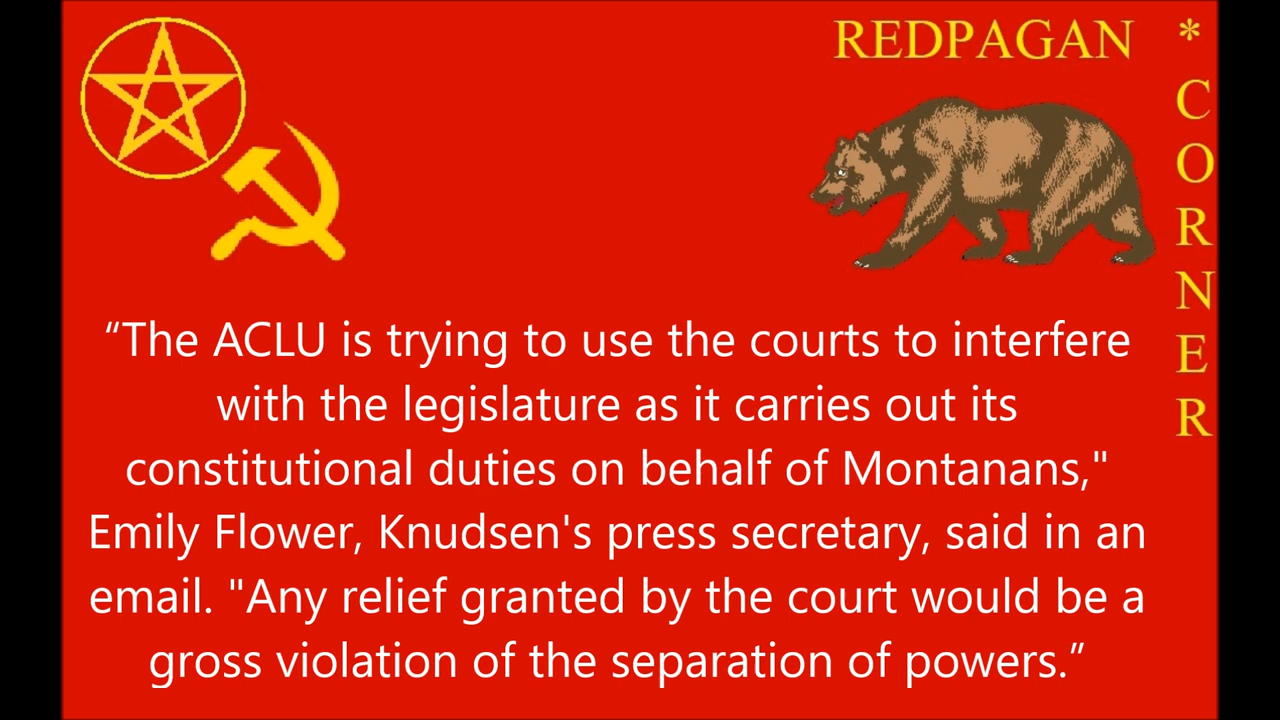 REDPAGAN *
CORNER
“The ACLU is trying to use the courts to interfere
with the legislature as it carries out its
constitutional duties on behalf of Montanans,"
Emily Flower, Knudsen's press secretary, said in an
email. "Any relief granted by the court would be a
gross violation of the separation of powers.”